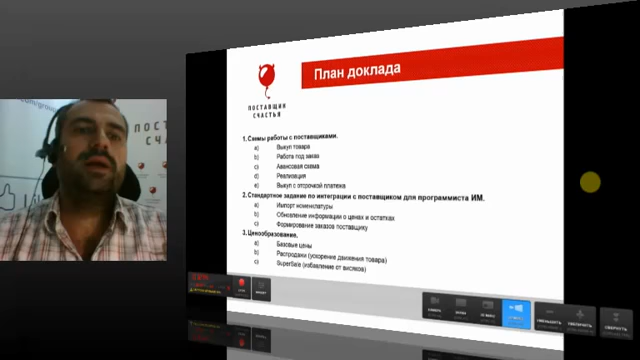 План доклада
ПОСТАВЩИК
СЧАСТЬЯ
1. Схемы работы с поставщиками.
a) Выкуп товара
b) Работа под заказ
c) Авансовая схема
d) Реализация
e) Выкуп с отсрочкой платежа
2. Стандартное задание по интеграции с поставщиком для программиста ИМ.
a) Импорт номенклатуры
b) Обновление информации о ценах и остатках
c) Формирование заказов поставщику
3. Ценообразование.
a) Базовые цены
b) Распродажи (ускорение движения товара)
c) SuperSale (избавление от висяков)